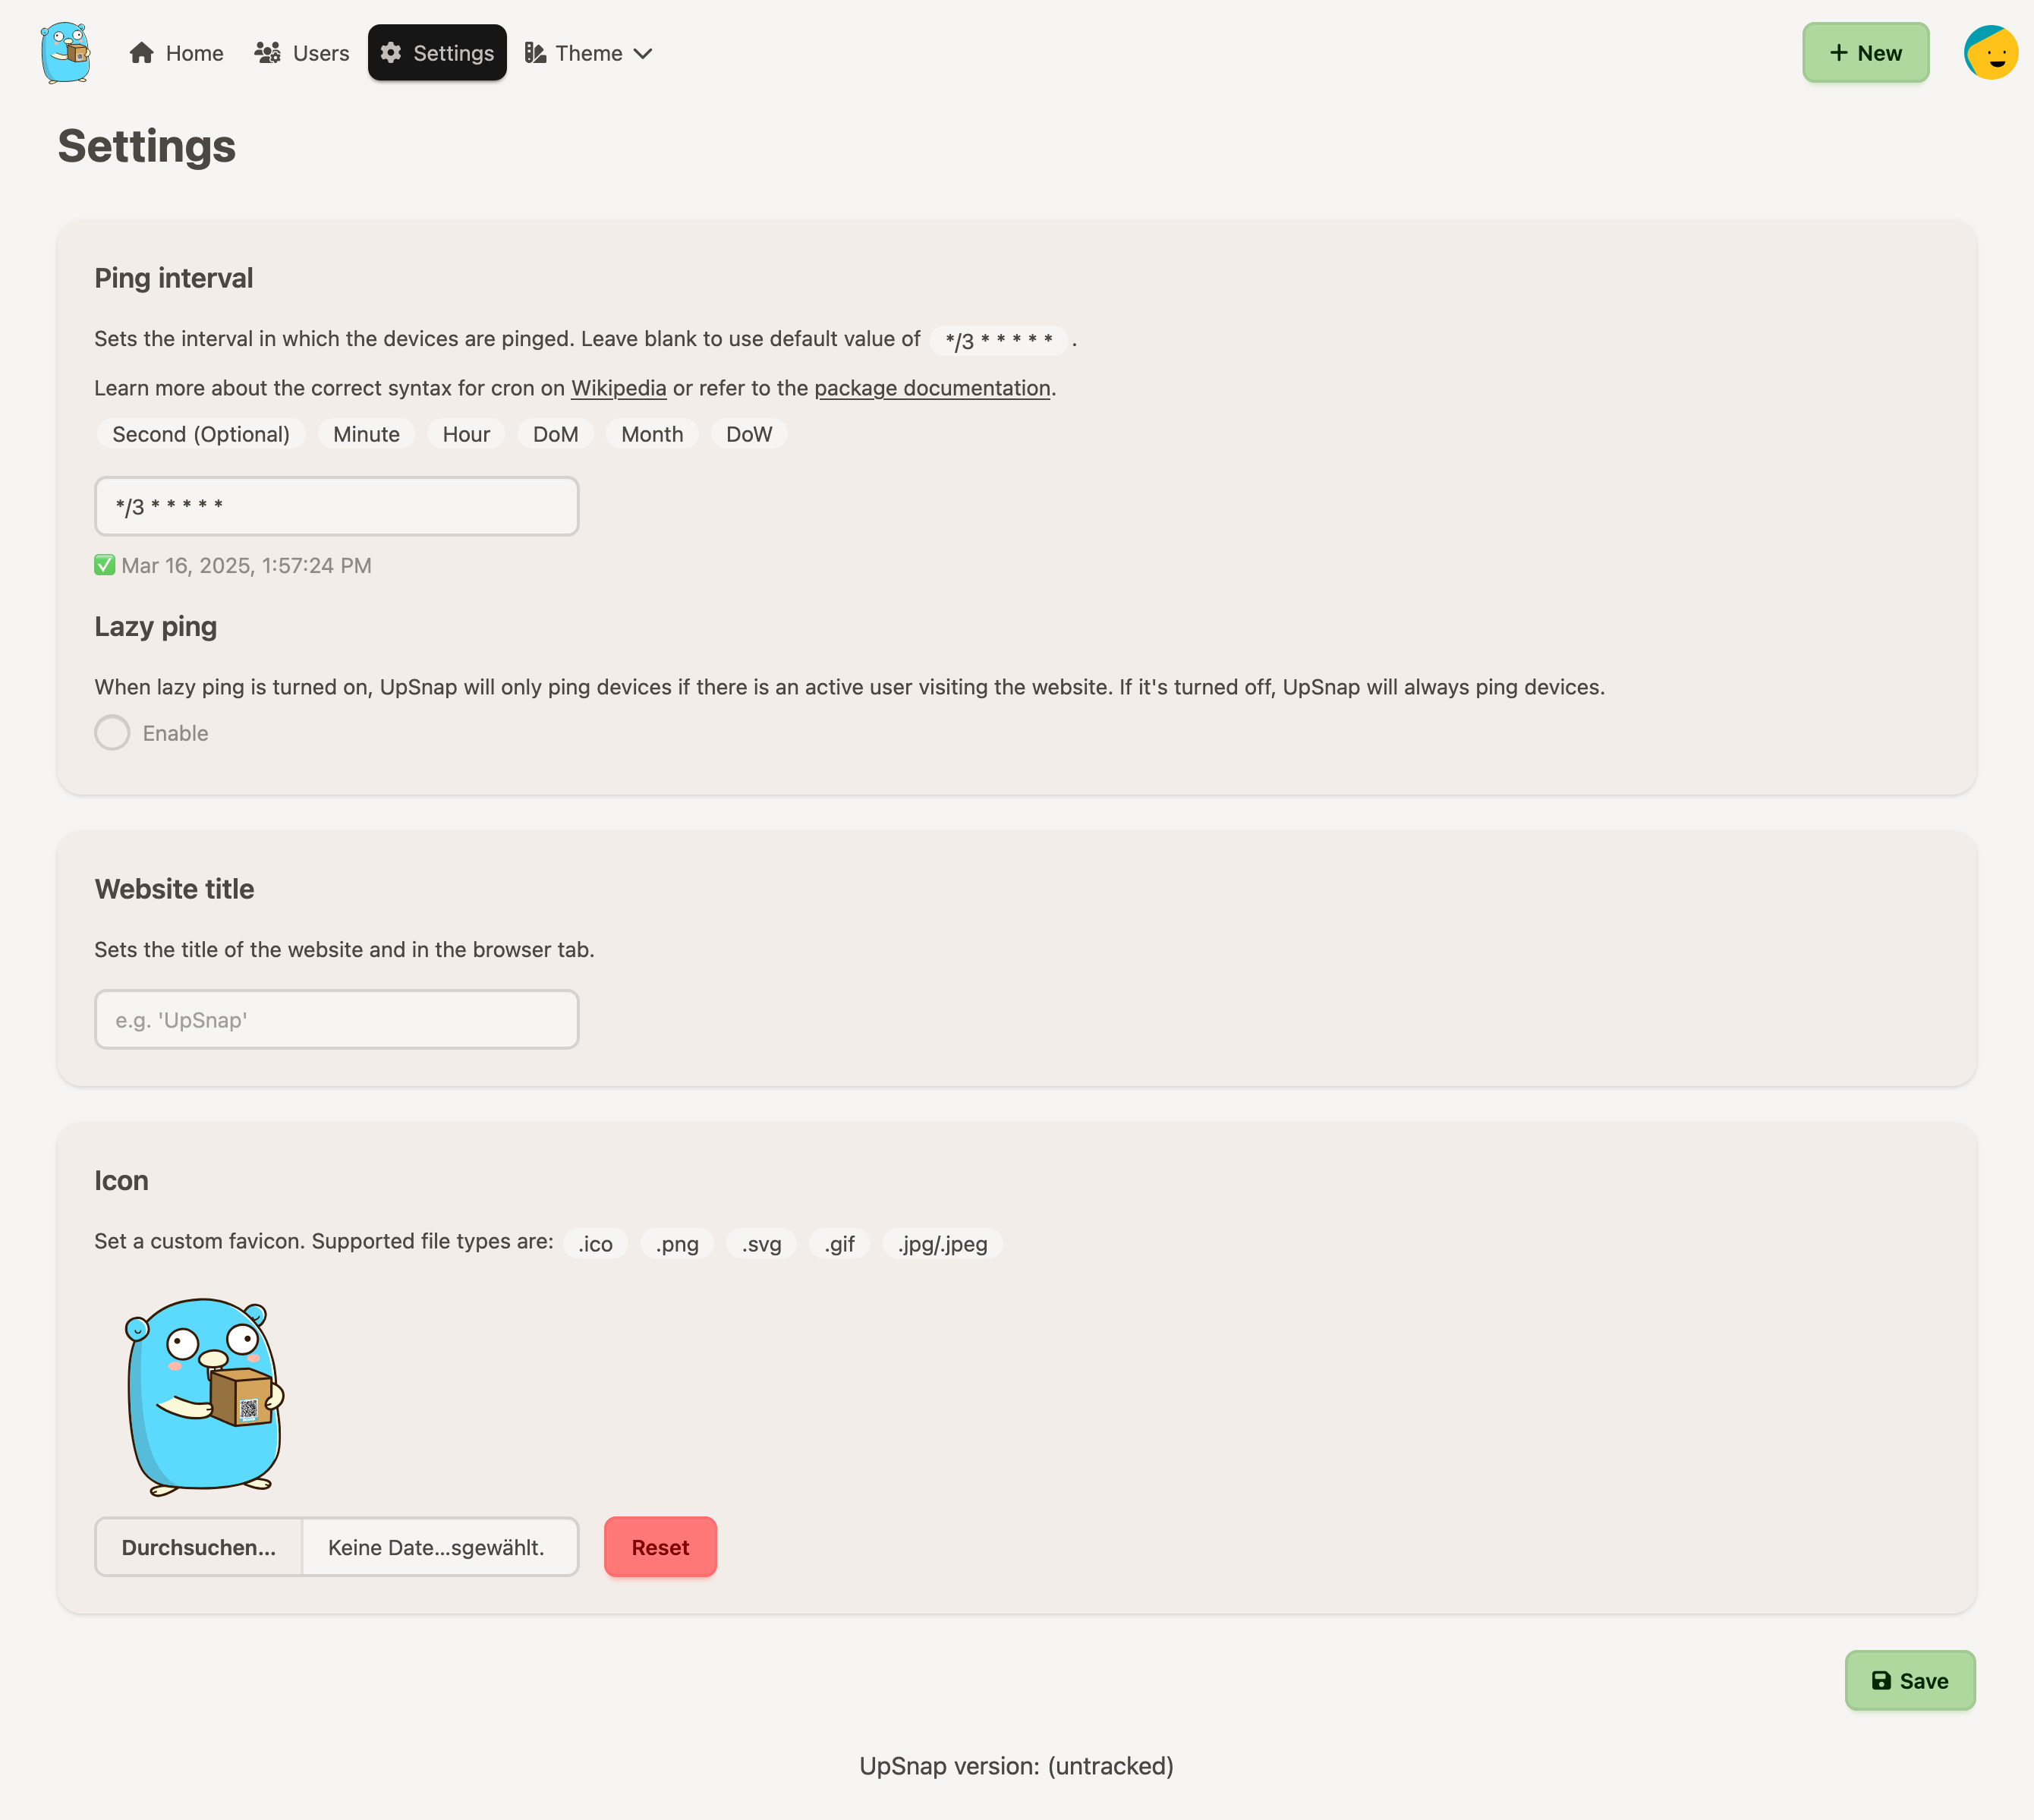 Home Users Settings Theme + New
Settings
Ping interval
Sets the interval in which the devices are pinged. Leave blank to use default value of */3 * * * * * .
Learn more about the correct syntax for cron on Wikipedia or refer to the package documentation.
Second (Optional) Minute Hour DoM Month DoW
*/3 * * * * *
✅ Mar 16, 2025, 1:57:24 PM
Lazy ping
When lazy ping is turned on, UpSnap will only ping devices if there is an active user visiting the website. If it's turned off, UpSnap will always ping devices.
Enable
Website title
Sets the title of the website and in the browser tab.
e.g. 'UpSnap'
Icon
Set a custom favicon. Supported file types are: .ico .png .svg .gif .jpg/.jpeg
Durchsuchen... Keine Date...sgewählt. Reset
Save
UpSnap version: (untracked)